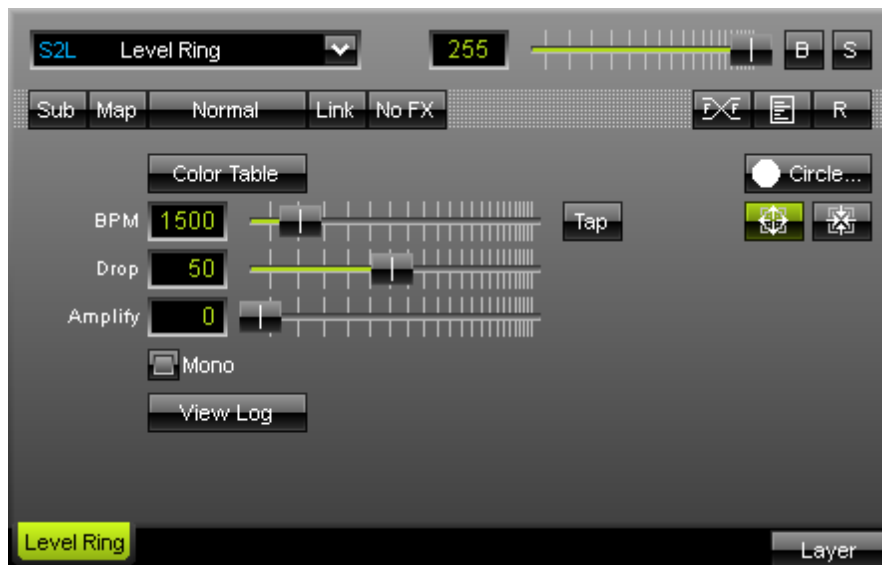 S2L Level Ring 255 B S
Sub Map Normal Link No FX R
Color Table Circle...
BPM 1500 Tap
Drop 50
Amplify 0
Mono
View Log
Level Ring Layer